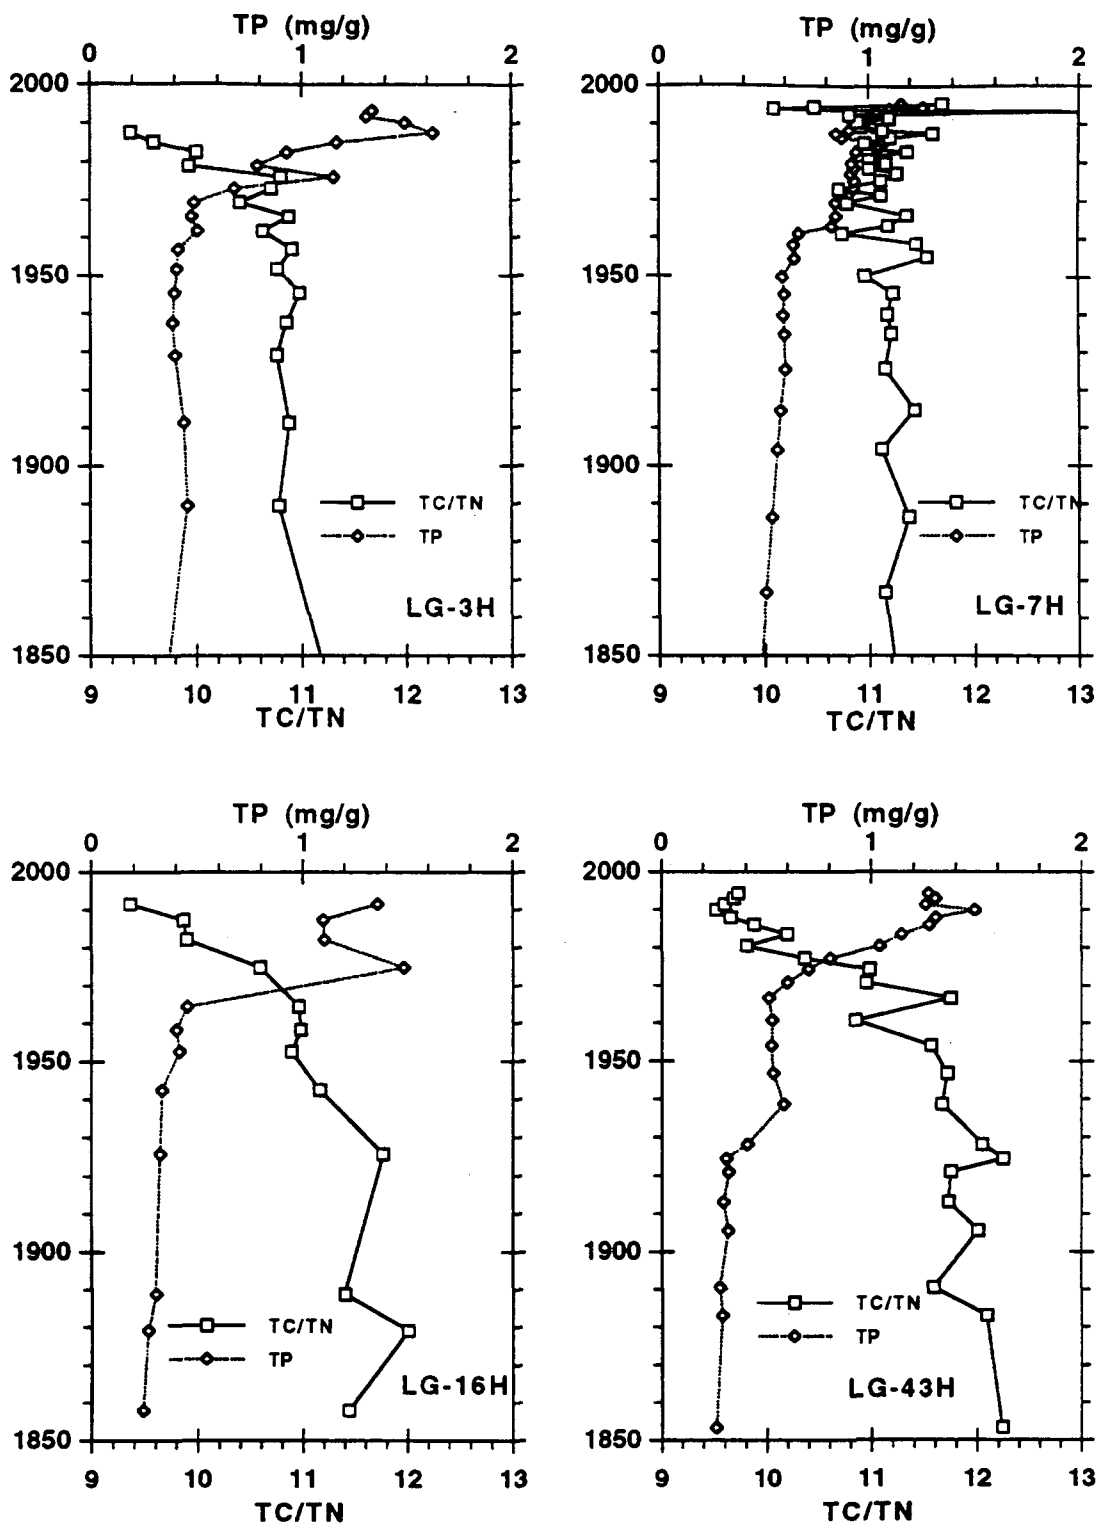 TP (mg/g)
0 1 2
2000
1950
1900
1850
TC/TN
TP
LG-3H
9 10 11 12 13
TC/TN
TP (mg/g)
0 1 2
2000
1950
1900
1850
TC/TN
TP
LG-7H
9 10 11 12 13
TC/TN
TP (mg/g)
0 1 2
2000
1950
1900
1850
TC/TN
TP
LG-16H
9 10 11 12 13
TC/TN
TP (mg/g)
0 1 2
2000
1950
1900
1850
TC/TN
TP
LG-43H
9 10 11 12 13
TC/TN